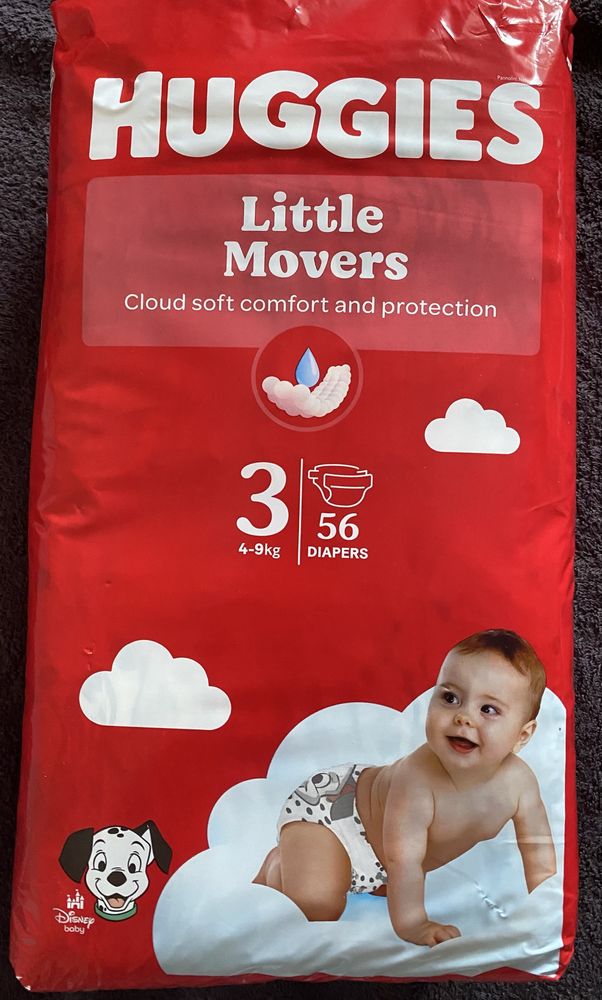 HUGGIES
Little
Movers
Cloud soft comfort and protection
3
4-9kg
56
DIAPERS
Disney
baby